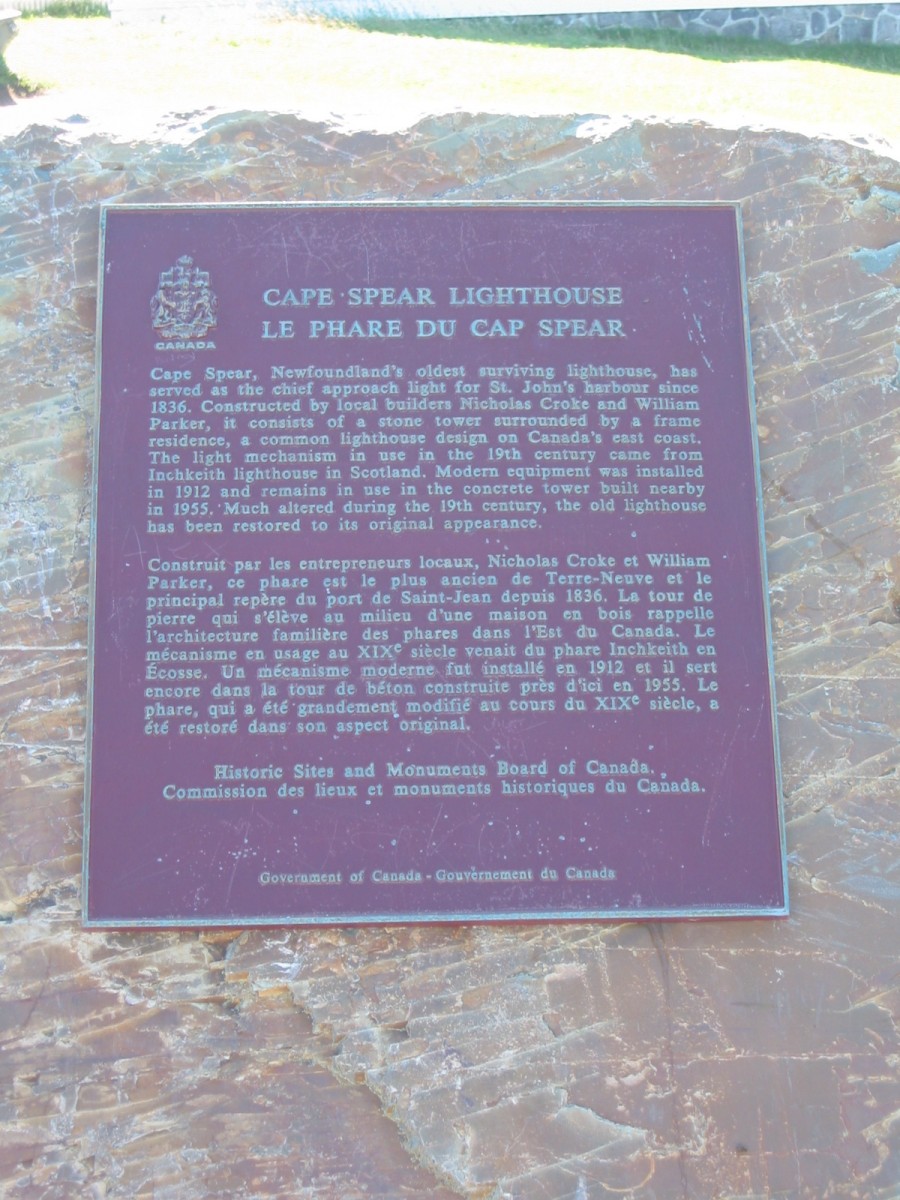 CANADA
CAPE SPEAR LIGHTHOUSE
LE PHARE DU CAP SPEAR
Cape Spear, Newfoundland's oldest surviving lighthouse, has
served as the chief approach light for St. John's harbour since
1836. Constructed by local builders Nicholas Croke and William
Parker, it consists of a stone tower surrounded by a frame
residence, a common lighthouse design on Canada's east coast.
The light mechanism in use in the 19th century came from
Inchkeith lighthouse in Scotland. Modern equipment was installed
in 1912 and remains in use in the concrete tower built nearby
in 1955. Much altered during the 19th century, the old lighthouse
has been restored to its original appearance.
Construit par les entrepreneurs locaux, Nicholas Croke et William
Parker, ce phare est le plus ancien de Terre-Neuve et le
principal repère du port de Saint-Jean depuis 1836. La tour de
pierre qui s'élève au milieu d'une maison en bois rappelle
l'architecture familière des phares dans l'Est du Canada. Le
mécanisme en usage au XIXe siècle venait du phare Inchkeith en
Écosse. Un mécanisme moderne fut installé en 1912 et il sert
encore dans la tour de béton construite près d'ici en 1955. Le
phare, qui a été grandement modifié au cours du XIXe siècle, a
été restoré dans son aspect original.
Historic Sites and Monuments Board of Canada.
Commission des lieux et monuments historiques du Canada.
Government of Canada - Gouvernement du Canada